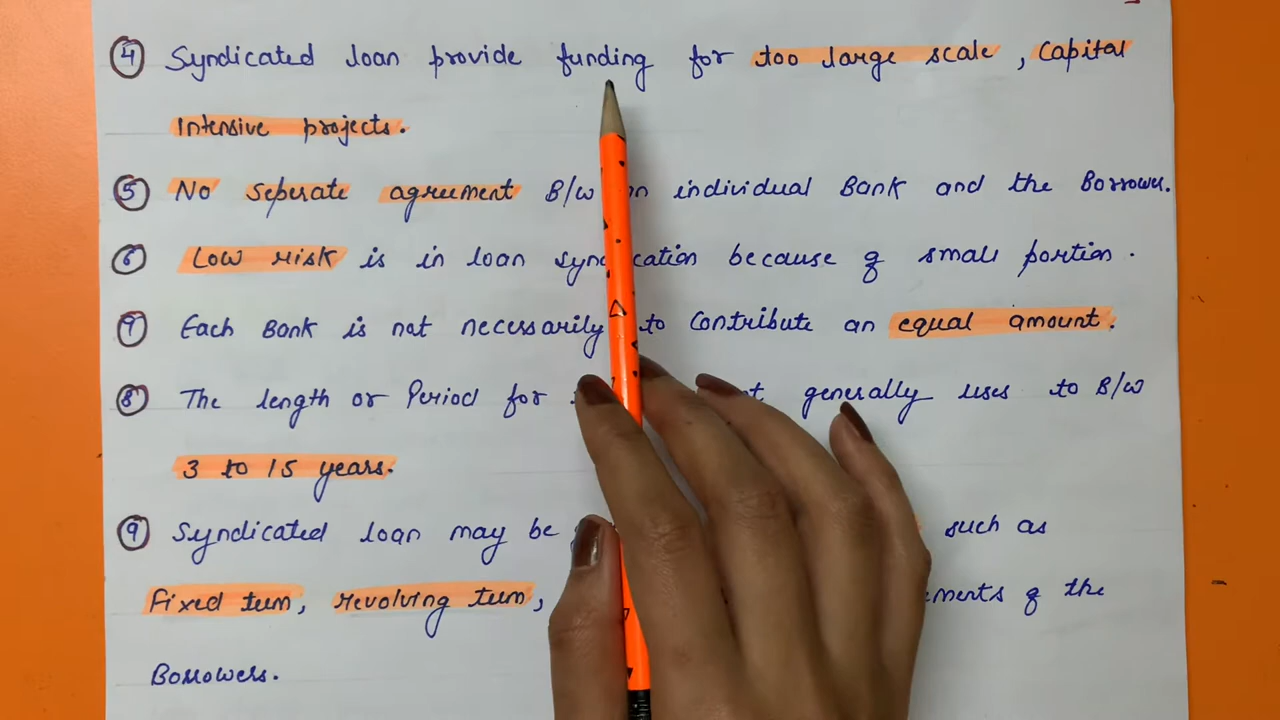 ④ Syndicated loan provide funding for too large scale, Capital
Intensive projects.
⑤ No seperate agreement B/w individual Bank and the Borrower.
⑥ Low risk is in loan syndication because of small portion.
⑦ Each Bank is not necessarily to contribute an equal amount.
⑧ The length or Period for generally uses to B/w
3 to 15 years.
⑨ Syndicated loan may be such as
Fixed term, revolving term, of the
Borrowers.